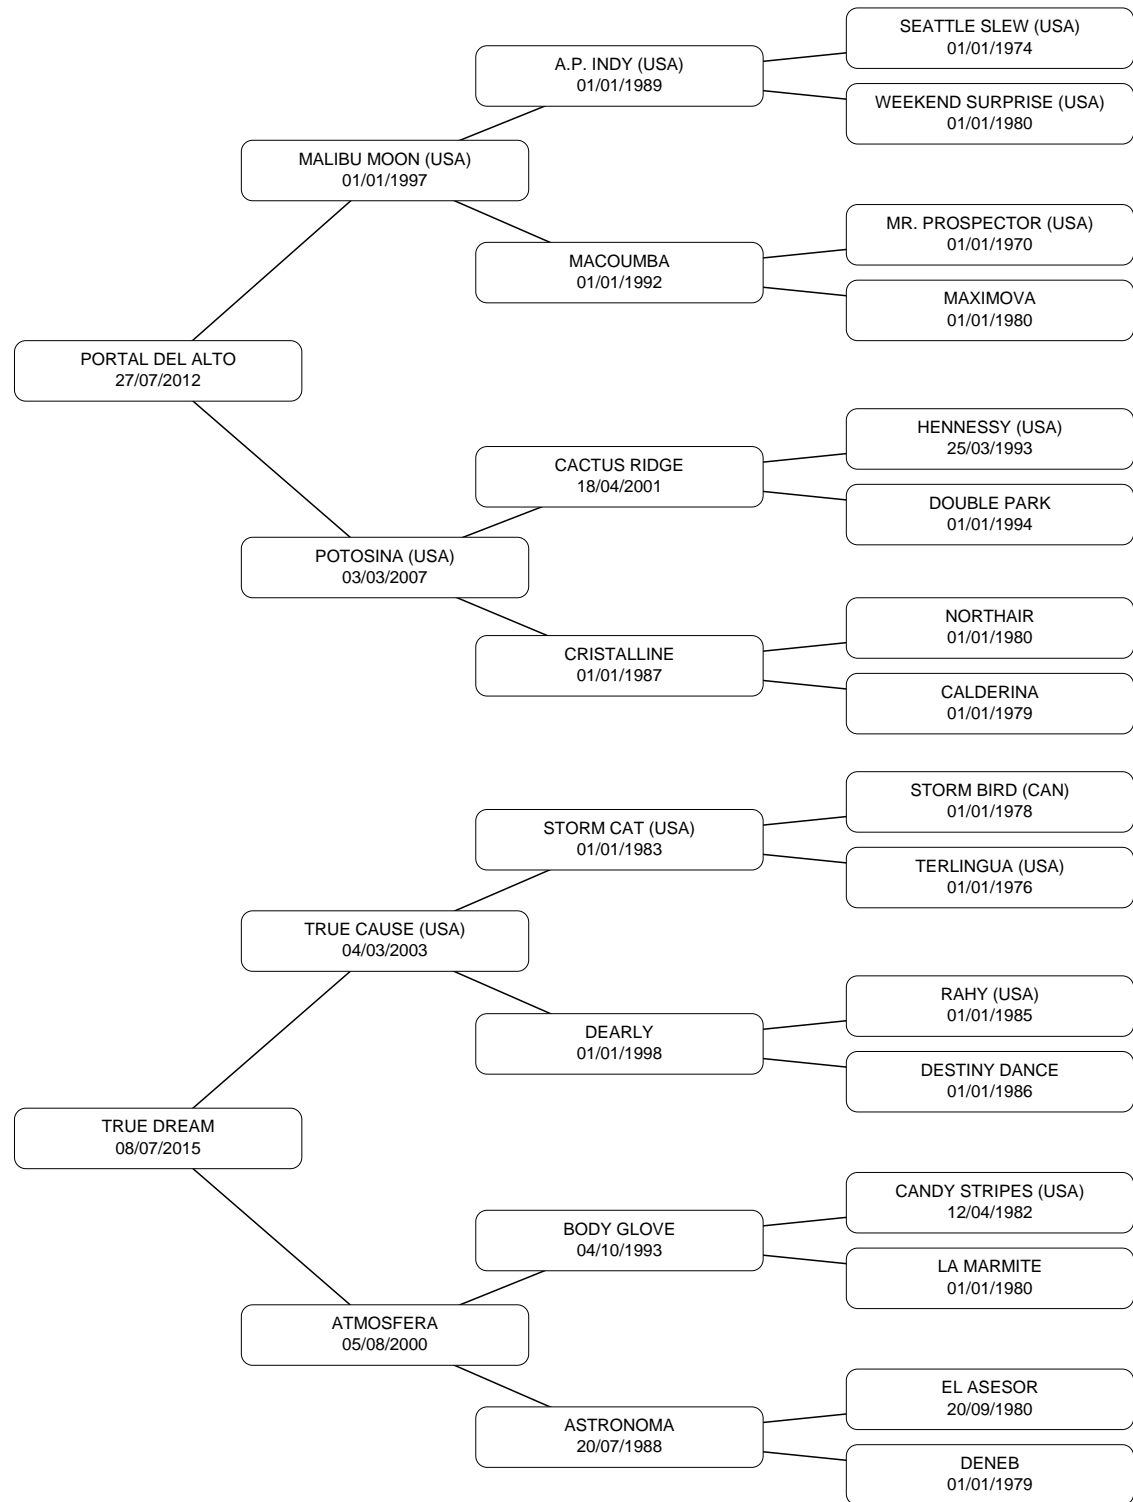 SEATTLE SLEW (USA)
01/01/1974
A.P. INDY (USA)
01/01/1989
WEEKEND SURPRISE (USA)
01/01/1980
MALIBU MOON (USA)
01/01/1997
MR. PROSPECTOR (USA)
01/01/1970
MACOUMBA
01/01/1992
MAXIMOVA
01/01/1980
PORTAL DEL ALTO
27/07/2012
HENNESSY (USA)
25/03/1993
CACTUS RIDGE
18/04/2001
DOUBLE PARK
01/01/1994
POTOSINA (USA)
03/03/2007
NORTHAIR
01/01/1980
CRISTALLINE
01/01/1987
CALDERINA
01/01/1979
STORM BIRD (CAN)
01/01/1978
STORM CAT (USA)
01/01/1983
TERLINGUA (USA)
01/01/1976
TRUE CAUSE (USA)
04/03/2003
RAHY (USA)
01/01/1985
DEARLY
01/01/1998
DESTINY DANCE
01/01/1986
TRUE DREAM
08/07/2015
CANDY STRIPES (USA)
12/04/1982
BODY GLOVE
04/10/1993
LA MARMITE
01/01/1980
ATMOSFERA
05/08/2000
EL ASESOR
20/09/1980
ASTRONOMA
20/07/1988
DENEB
01/01/1979